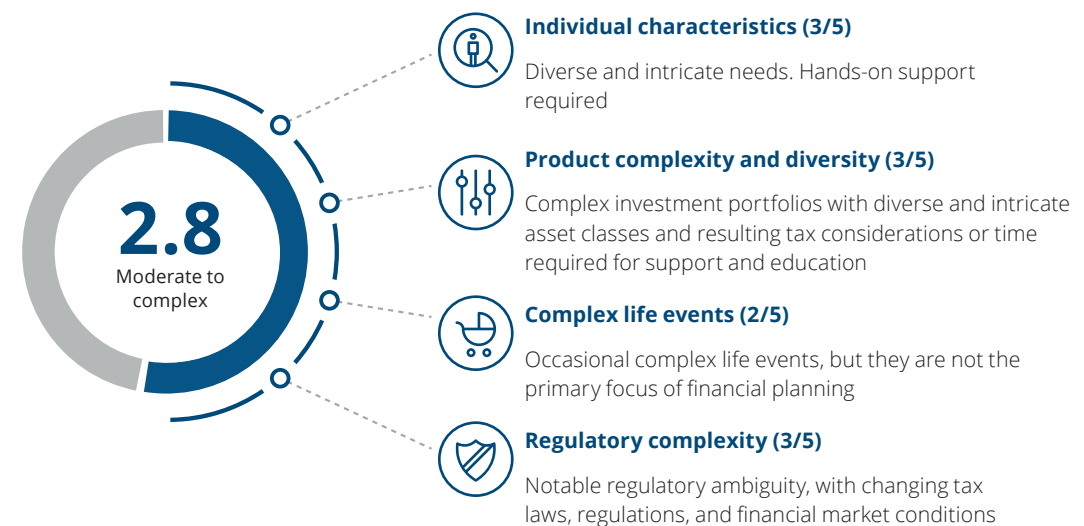 2.8
Moderate to
complex
Individual characteristics (3/5)
Diverse and intricate needs. Hands-on support
required
Product complexity and diversity (3/5)
Complex investment portfolios with diverse and intricate
asset classes and resulting tax considerations or time
required for support and education
Complex life events (2/5)
Occasional complex life events, but they are not the
primary focus of financial planning
Regulatory complexity (3/5)
Notable regulatory ambiguity, with changing tax
laws, regulations, and financial market conditions